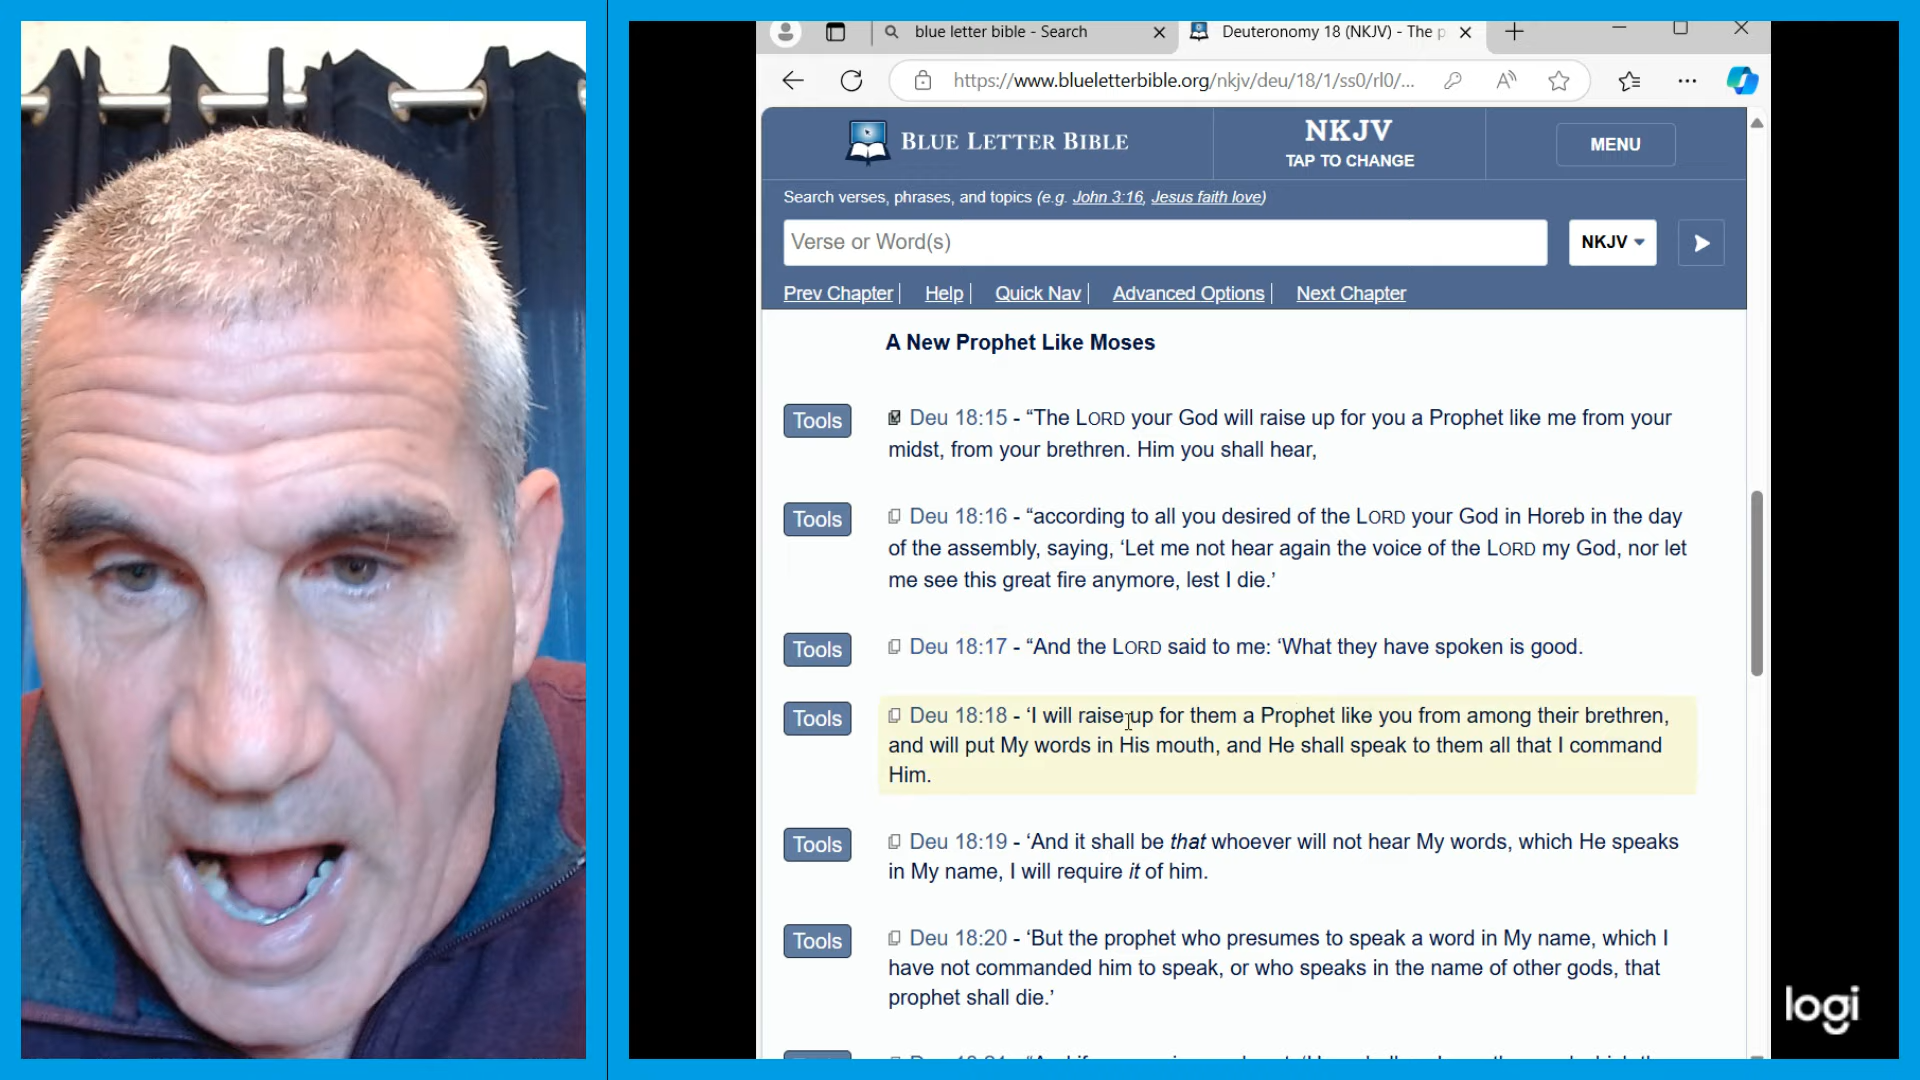 blue letter bible - Search
Deuteronomy 18 (NKJV) - The p
https://www.blueletterbible.org/nkjv/deu/18/1/ss0/rl0/...
BLUE LETTER BIBLE
NKJV
TAP TO CHANGE
MENU
Search verses, phrases, and topics (e.g. John 3:16, Jesus faith love)
Verse or Word(s)
NKJV
Prev Chapter | Help | Quick Nav | Advanced Options | Next Chapter
A New Prophet Like Moses
Tools
Deu 18:15 - “The LORD your God will raise up for you a Prophet like me from your
midst, from your brethren. Him you shall hear,
Tools
Deu 18:16 - “according to all you desired of the LORD your God in Horeb in the day
of the assembly, saying, ‘Let me not hear again the voice of the LORD my God, nor let
me see this great fire anymore, lest I die.’
Tools
Deu 18:17 - “And the LORD said to me: ‘What they have spoken is good.
Tools
Deu 18:18 - ‘I will raise up for them a Prophet like you from among their brethren,
and will put My words in His mouth, and He shall speak to them all that I command
Him.
Tools
Deu 18:19 - ‘And it shall be that whoever will not hear My words, which He speaks
in My name, I will require it of him.
Tools
Deu 18:20 - ‘But the prophet who presumes to speak a word in My name, which I
have not commanded him to speak, or who speaks in the name of other gods, that
prophet shall die.’
logi